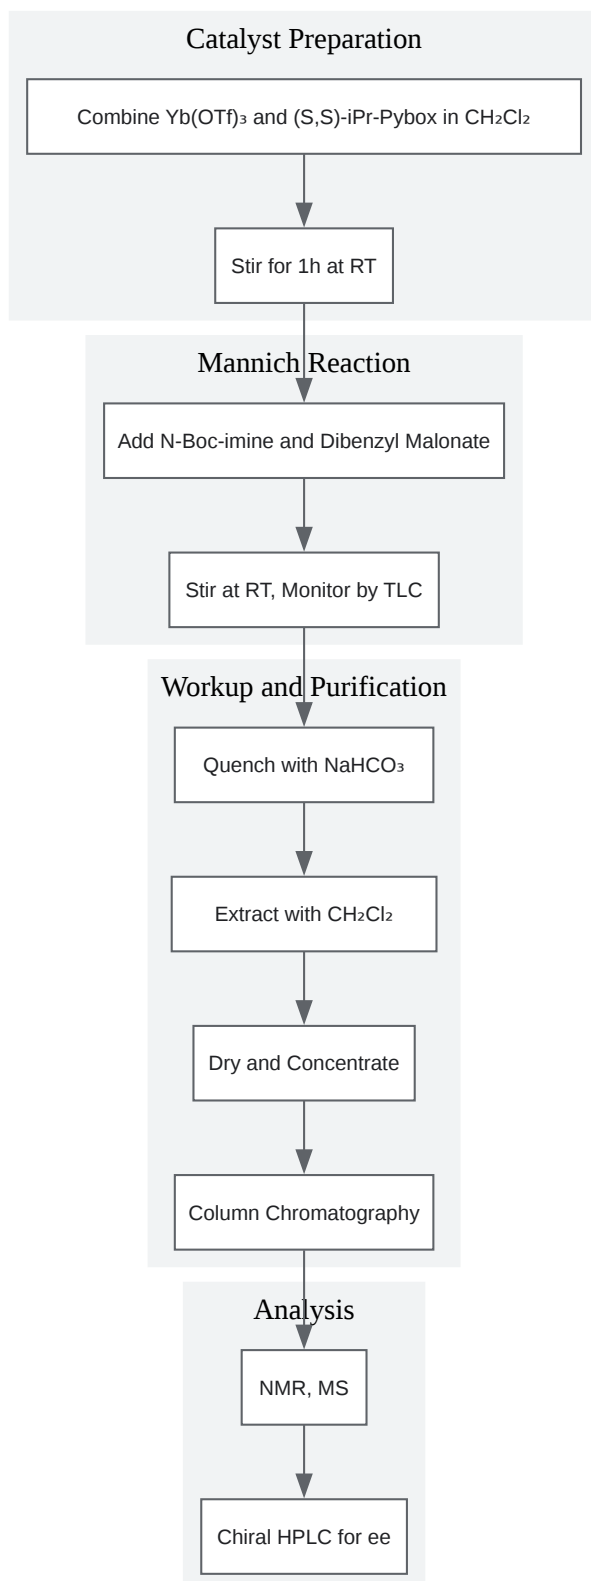 Catalyst Preparation
Combine Yb(OTf)₃ and (S,S)-iPr-Pybox in CH₂Cl₂
Stir for 1h at RT
Mannich Reaction
Add N-Boc-imine and Dibenzyl Malonate
Stir at RT, Monitor by TLC
Workup and Purification
Quench with NaHCO₃
Extract with CH₂Cl₂
Dry and Concentrate
Column Chromatography
Analysis
NMR, MS
Chiral HPLC for ee